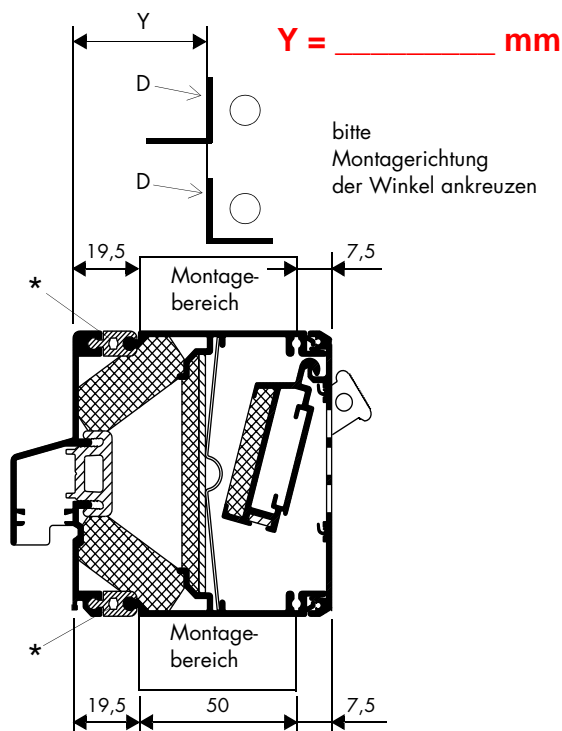 Y
Y = __________ mm
D
bitte
Montagerichtung
der Winkel ankreuzen
D
19,5
7,5
Montage-
bereich
*
Montage-
bereich
*
19,5
50
7,5